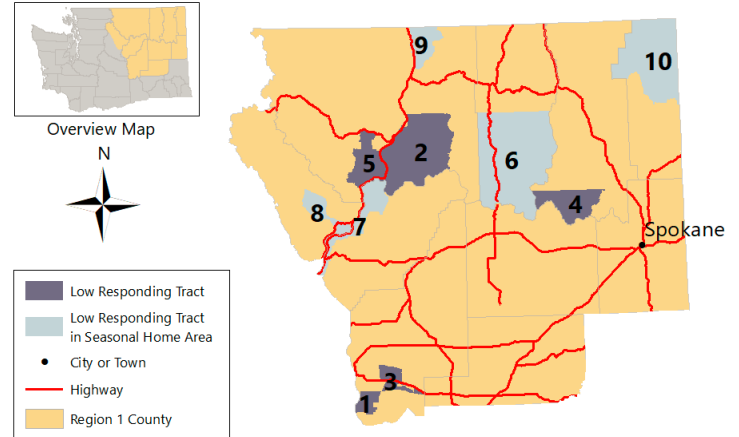 Overview Map
N
9
10
2
5
6
4
8
7
Spokane
3
1
Low Responding Tract
Low Responding Tract
in Seasonal Home Area
City or Town
Highway
Region 1 County